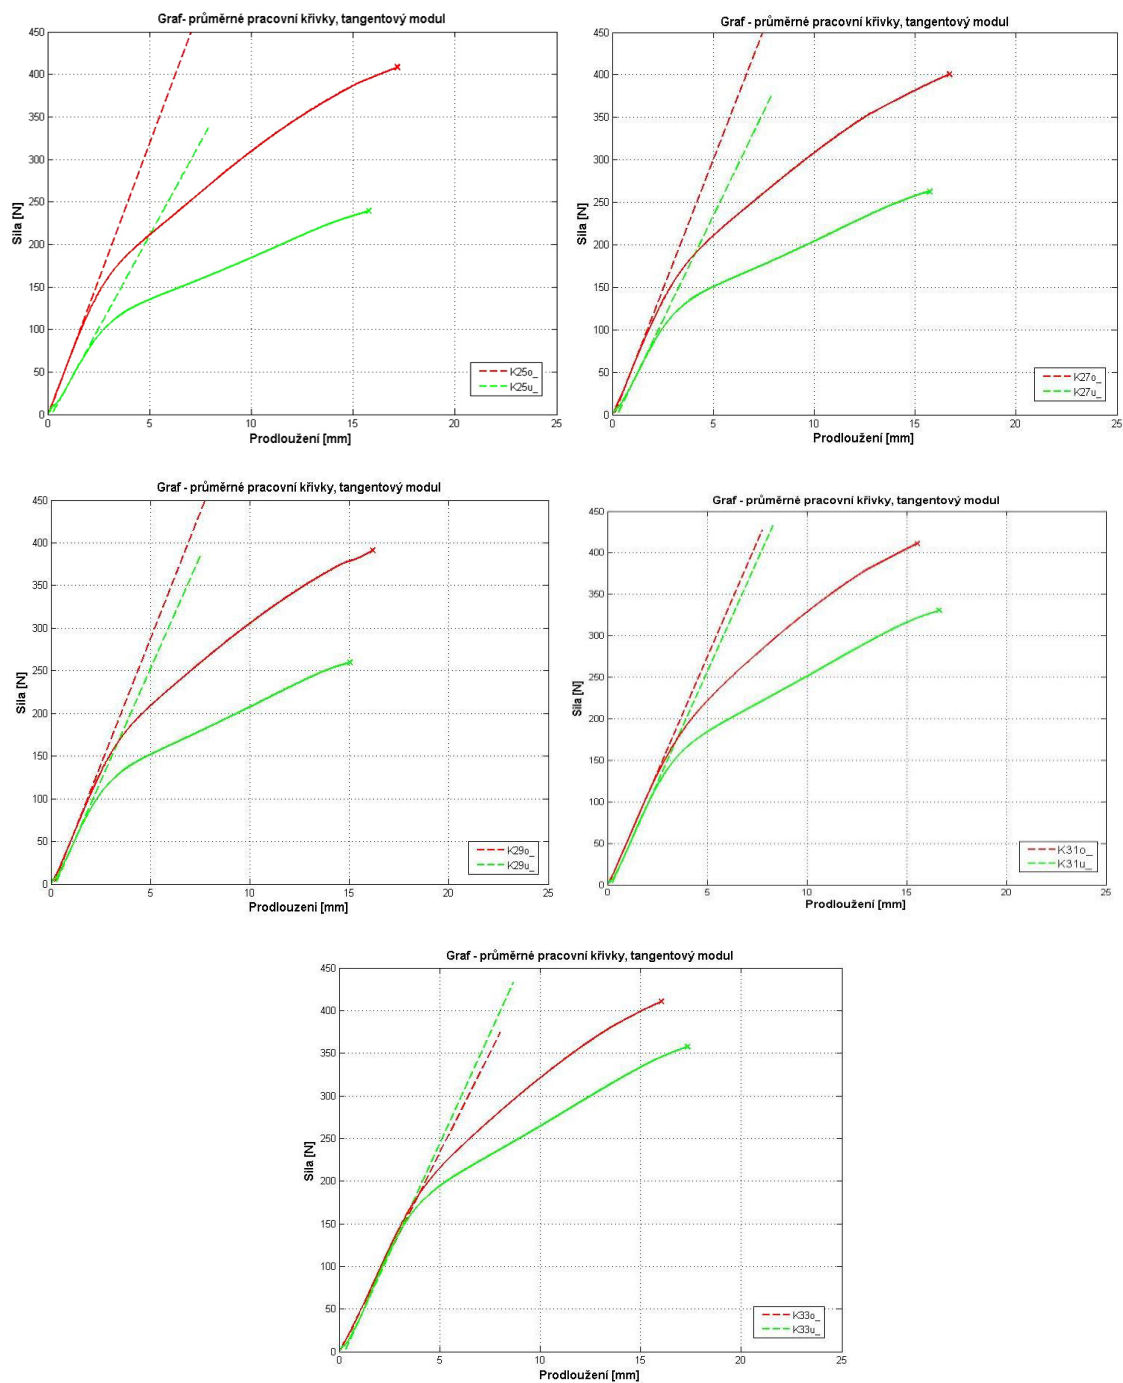 Graf- průměrné pracovní křivky, tangentový modul
450
400
350
300
250
200
150
100
50
0
Síla [N]
0 5 10 15 20 25
Prodloužení [mm]
K25o_
K25u_
Graf - průměrné pracovní křivky, tangentový modul
450
400
350
300
250
200
150
100
50
0
Síla [N]
0 5 10 15 20 25
Prodloužení [mm]
K27o_
K27u_
Graf - průměrné pracovní křivky, tangentový modul
450
400
350
300
250
200
150
100
50
0
Síla [N]
0 5 10 15 20 25
Prodlouzeni [mm]
K29o_
K29u_
Graf - průměrné pracovní křivky, tangentový modul
450
400
350
300
250
200
150
100
50
0
Síla [N]
0 5 10 15 20 25
Prodloužení [mm]
K31o_
K31u_
Graf - průměrné pracovní křivky, tangentový modul
450
400
350
300
250
200
150
100
50
0
Síla [N]
0 5 10 15 20 25
Prodloužení [mm]
K33o_
K33u_